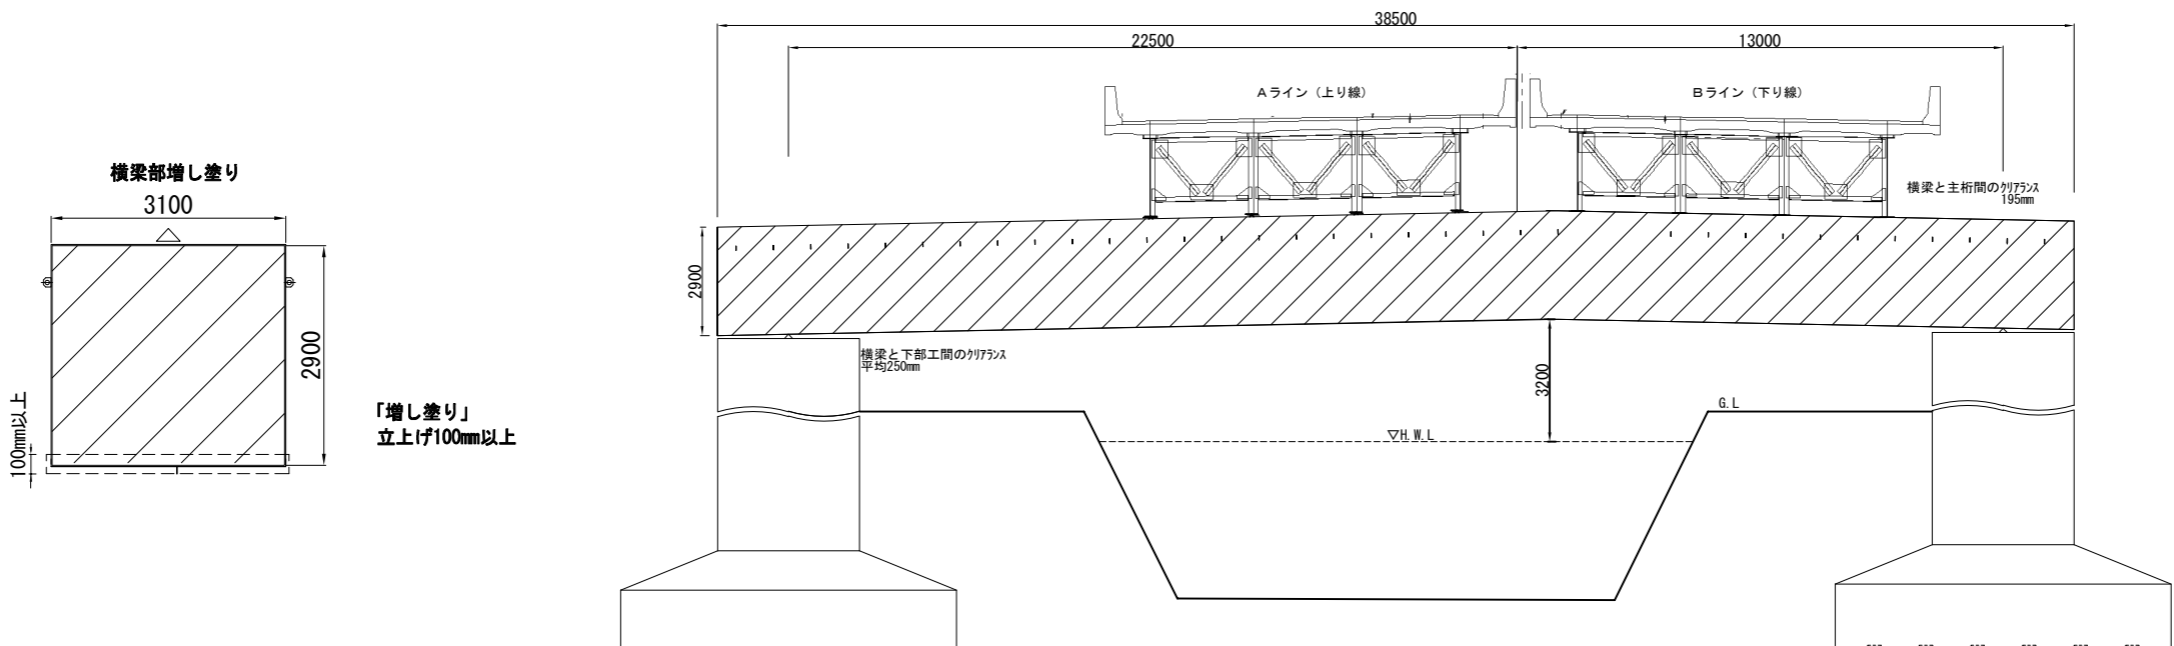 38500
22500
13000
Aライン(上り線)
Bライン(下り線)
横梁部増し塗り
3100
横梁と主桁間のクリアランス
195mm
2900
2900
横梁と下部工間のクリアランス
平均250mm
3200
「増し塗り」
立上げ100mm以上
100mm以上
G.L
▽H.W.L